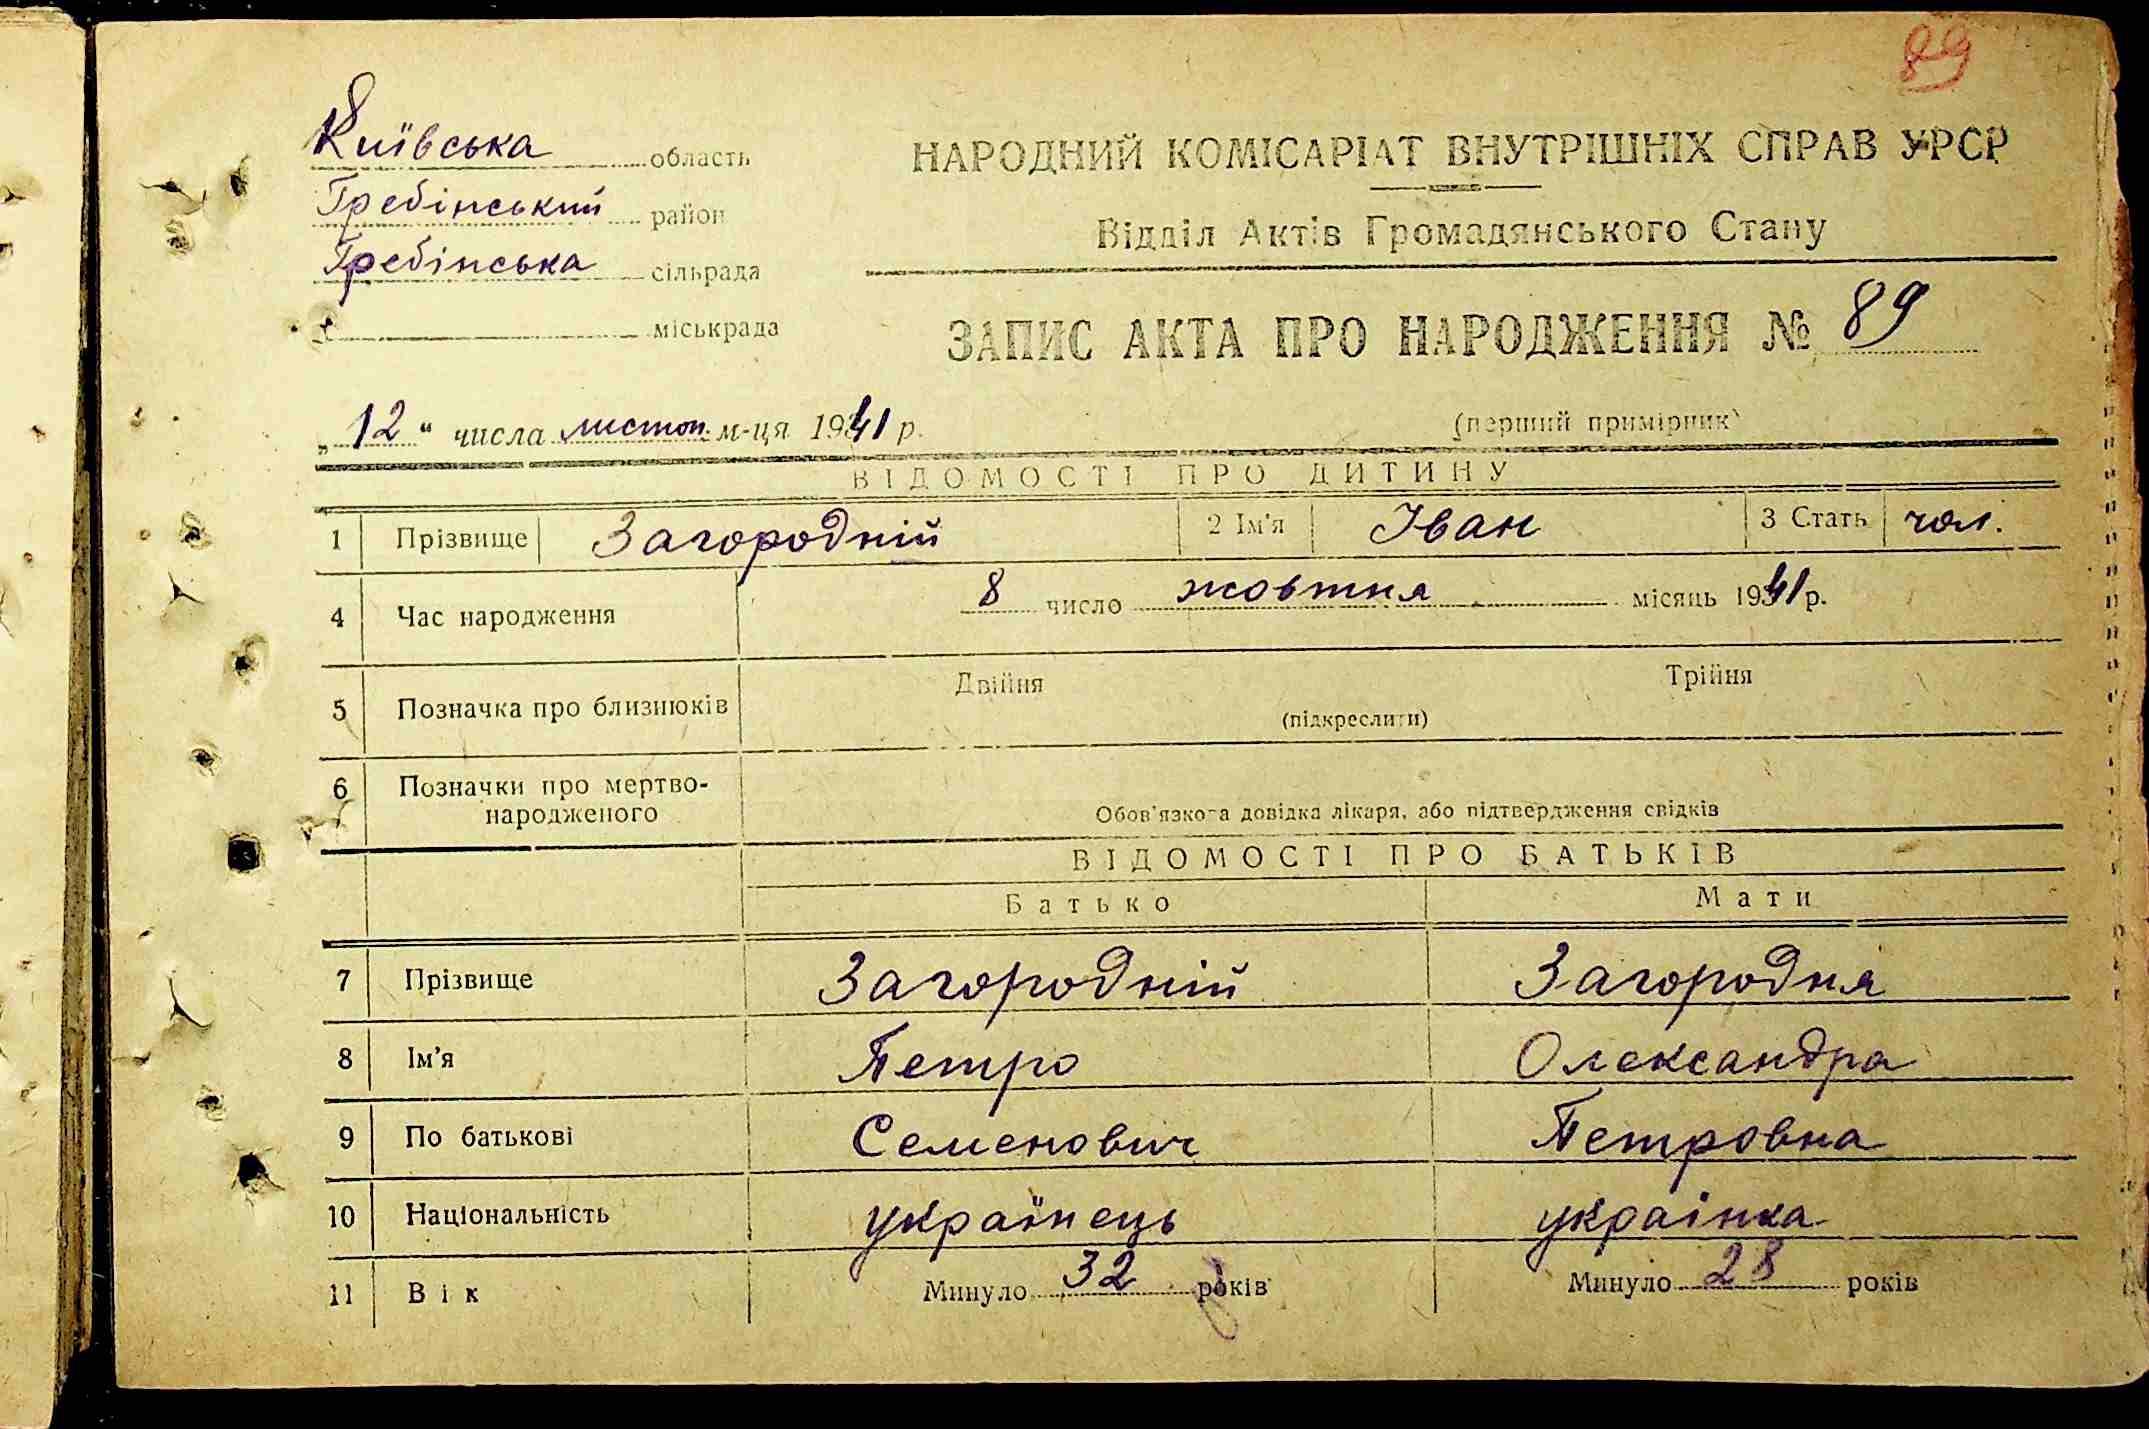 89
Київська область
Гребінський район
Гребінська сільрада
міськрада
НАРОДНИЙ КОМІСАРІАТ ВНУТРІШНІХ СПРАВ УРСР
Відділ Актів Громадянського Стану
ЗАПИС АКТА ПРО НАРОДЖЕННЯ № 89
„12“ числа листоп. м-ця 1941 р.
(перший примірник)
ВІДОМОСТІ ПРО ДИТИНУ
1 Прізвище Загородній 2 Ім'я Іван 3 Стать чол.
4 Час народження 8 число жовтня місяць 1941 р.
5 Позначка про близнюків Двійня Трійня
(підкреслити)
6 Позначки про мертво-
народженого
Обов'язкова довідка лікаря, або підтвердження свідків
ВІДОМОСТІ ПРО БАТЬКІВ
Батько Мати
7 Прізвище Загородній Загородня
8 Ім'я Петро Олександра
9 По батькові Семенович Петровна
10 Національність українець украінка
11 Вік Минуло 32 років Минуло 28 років